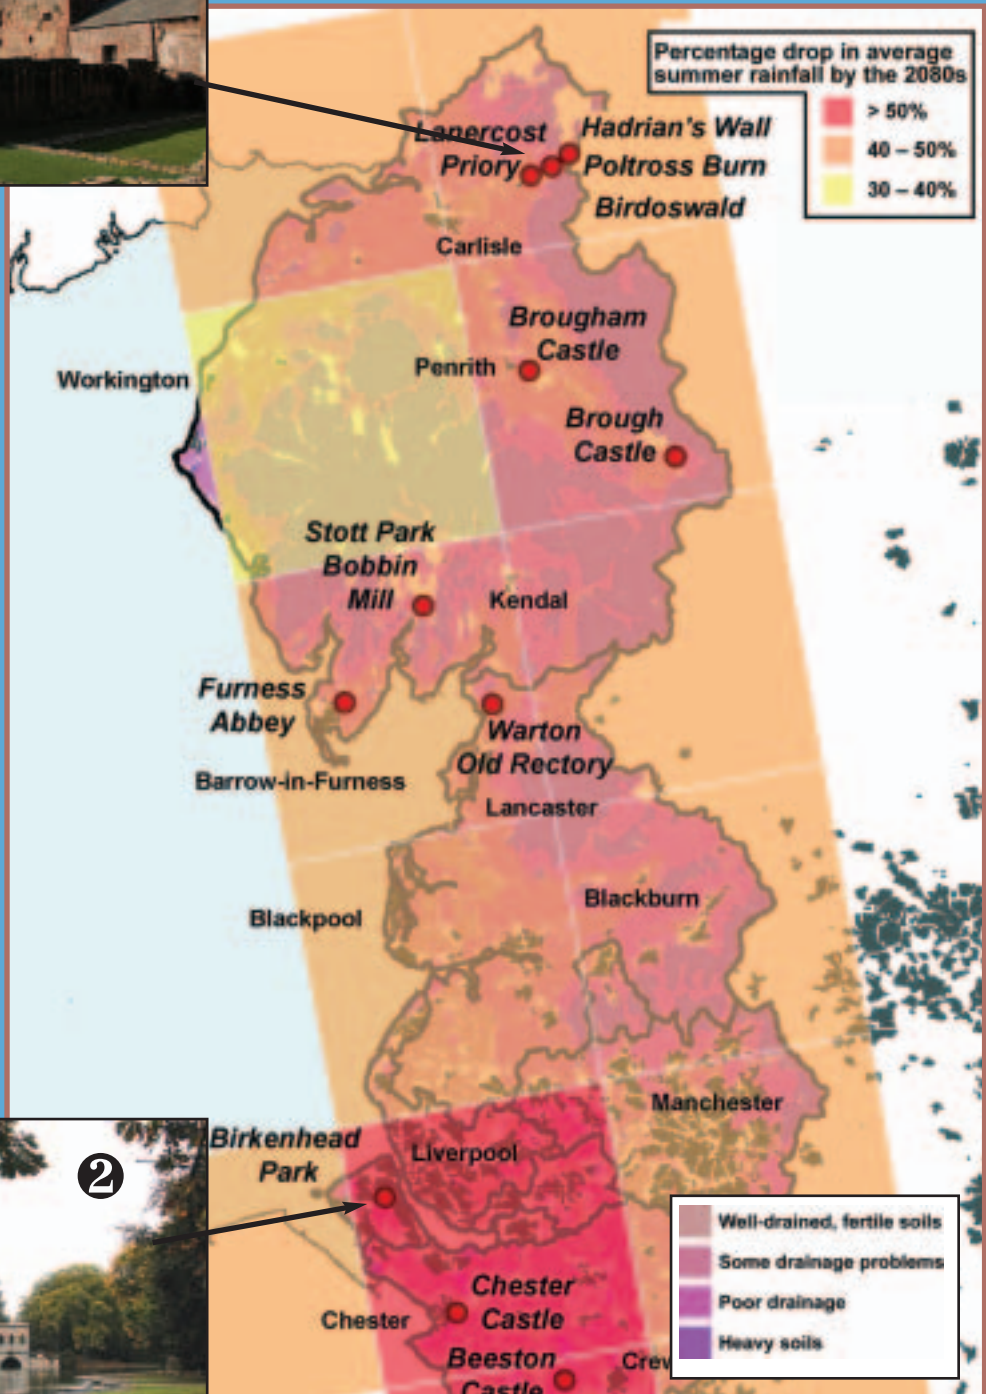 Percentage drop in average
summer rainfall by the 2080s
> 50%
40 – 50%
30 – 40%
Lanercost
Priory
Hadrian's Wall
Poltross Burn
Birdoswald
Carlisle
Brougham
Castle
Penrith
Workington
Brough
Castle
Stott Park
Bobbin
Mill
Kendal
Furness
Abbey
Warton
Old Rectory
Barrow-in-Furness
Lancaster
Blackburn
Blackpool
Manchester
Birkenhead
Park
Liverpool
2
Well-drained, fertile soils
Some drainage problems
Poor drainage
Heavy soils
Chester
Castle
Chester
Beeston
Castle
Crew